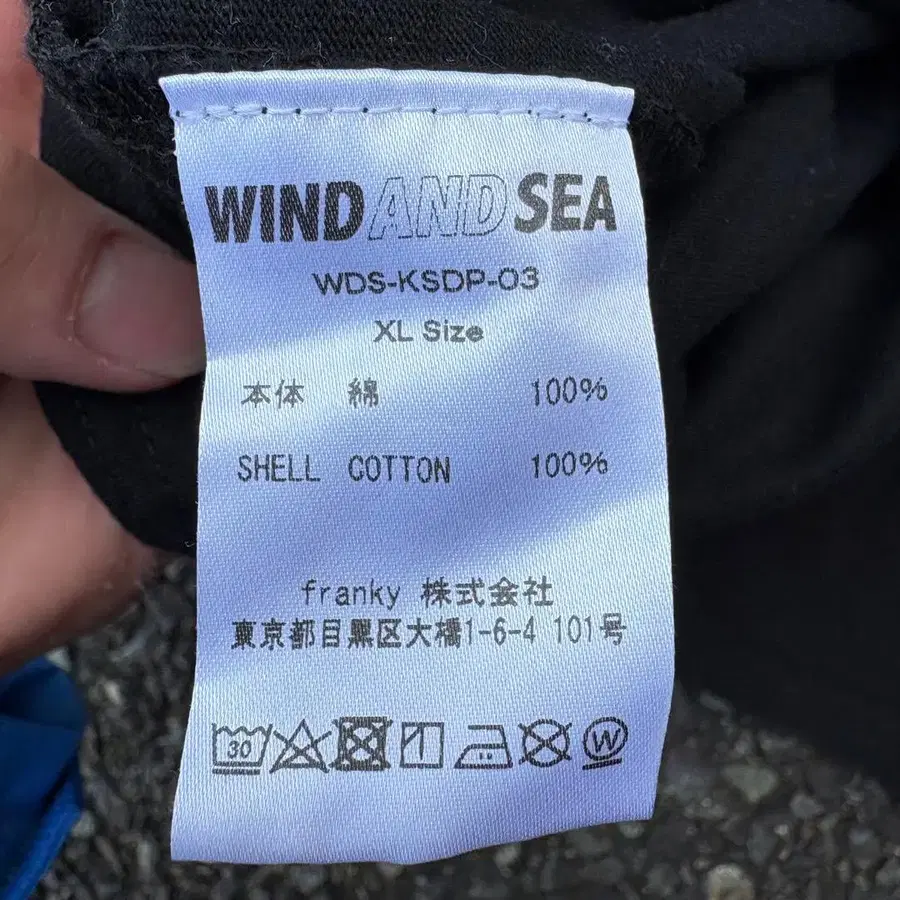 WIND AND SEA
WDS-KSDP-03
XL Size
本体 綿 100%
SHELL COTTON 100%
franky 株式会社
東京都目黒区大橋1-6-4 101号
30 W